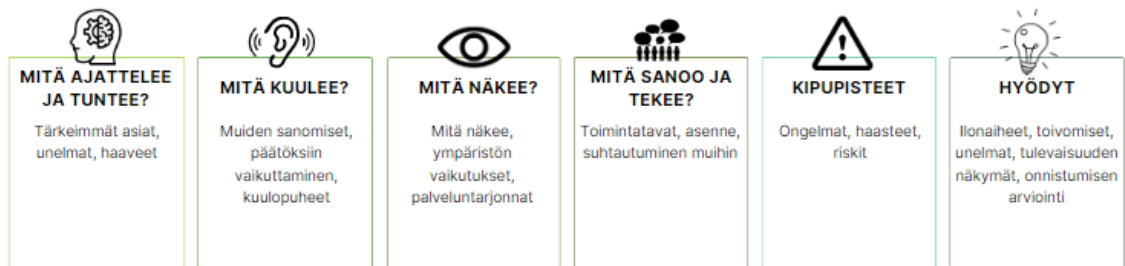 MITÄ AJATTELEE
JA TUNTEE?
Tärkeimmät asiat,
unelmat, haaveet
MITÄ KUULEE?
Muiden sanomiset,
päätöksiin
vaikuttaminen,
kuulopuheet
MITÄ NÄKEE?
Mitä näkee,
ympäristön
vaikutukset,
palveluntarjonnat
MITÄ SANOO JA
TEKEE?
Toimintatavat, asenne,
suhtautuminen muihin
KIPUPISTEET
Ongelmat, haasteet,
riskit
HYÖDYT
Ilonaiheet, toivomiset,
unelmat, tulevaisuuden
näkymät, onnistumisen
arviointi